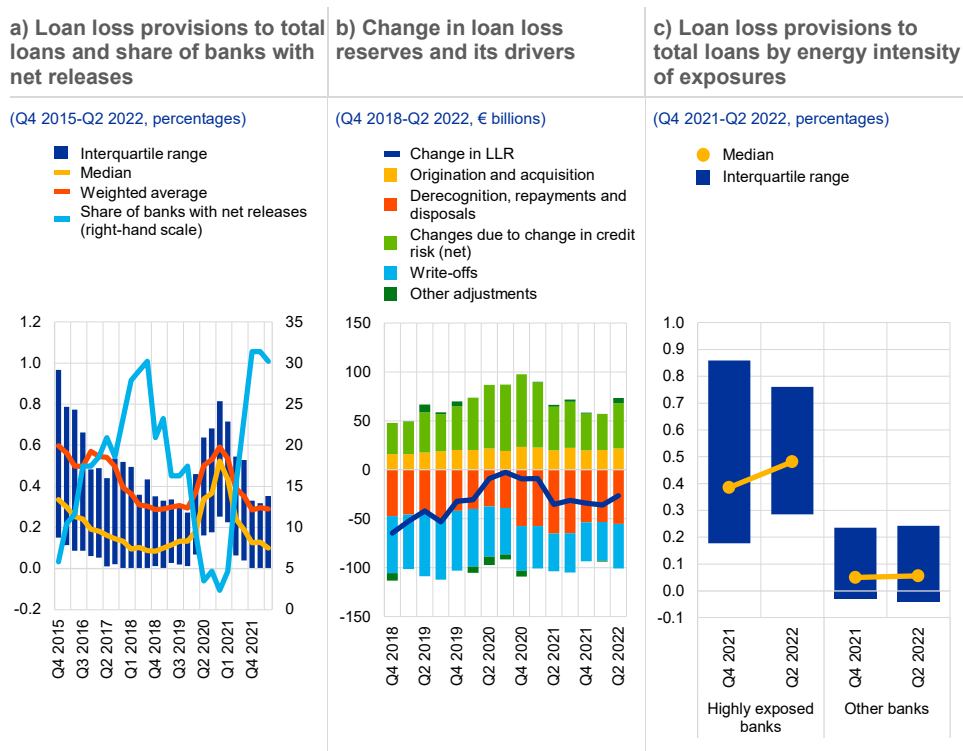 a) Loan loss provisions to total
loans and share of banks with
net releases
(Q4 2015-Q2 2022, percentages)
Interquartile range
Median
Weighted average
Share of banks with net releases
(right-hand scale)
1.2
1.0
0.8
0.6
0.4
0.2
0.0
-0.2
35
30
25
20
15
10
5
0
Q4 2015
Q3 2016
Q2 2017
Q1 2018
Q4 2018
Q3 2019
Q2 2020
Q1 2021
Q4 2021
b) Change in loan loss
reserves and its drivers
(Q4 2018-Q2 2022, € billions)
Change in LLR
Origination and acquisition
Derecognition, repayments and
disposals
Changes due to change in credit
risk (net)
Write-offs
Other adjustments
150
100
50
0
-50
-100
-150
Q4 2018
Q2 2019
Q4 2019
Q2 2020
Q4 2020
Q2 2021
Q4 2021
Q2 2022
c) Loan loss provisions to
total loans by energy intensity
of exposures
(Q4 2021-Q2 2022, percentages)
Median
Interquartile range
1.0
0.9
0.8
0.7
0.6
0.5
0.4
0.3
0.2
0.1
0.0
-0.1
Q4 2021
Q2 2022
Q4 2021
Q2 2022
Highly exposed
banks
Other banks